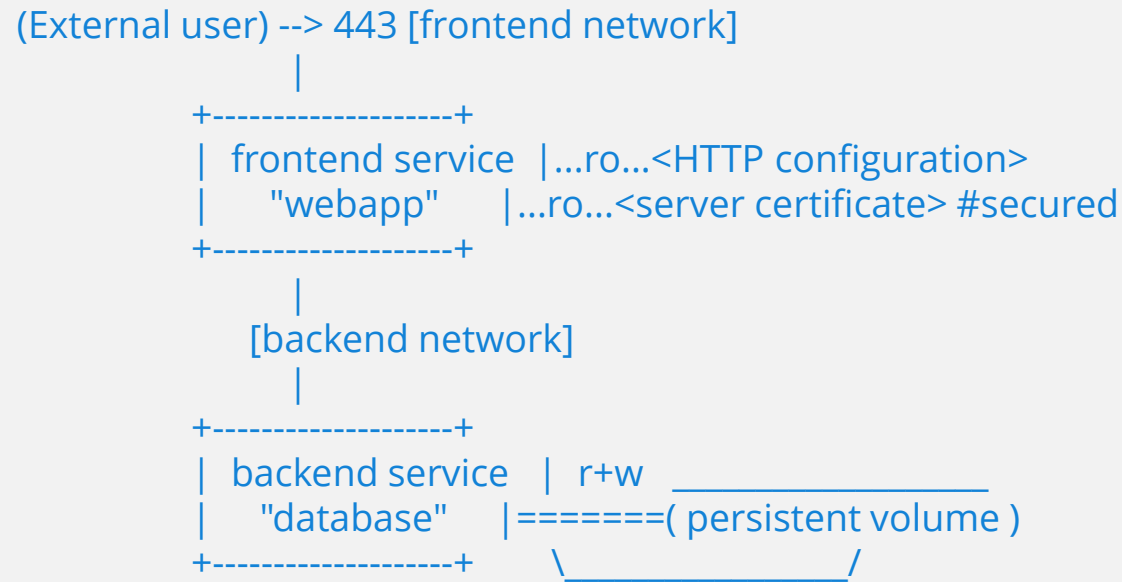 (External user) --> 443 [frontend network]
|
+--------------------+
|  frontend service  |...ro...<HTTP configuration>
|    "webapp"    |...ro...<server certificate> #secured
+--------------------+
|
[backend network]
|
+--------------------+
|  backend service  |  r+w  ___________________
|    "database"    |=======( persistent volume )
+--------------------+      \_________________/